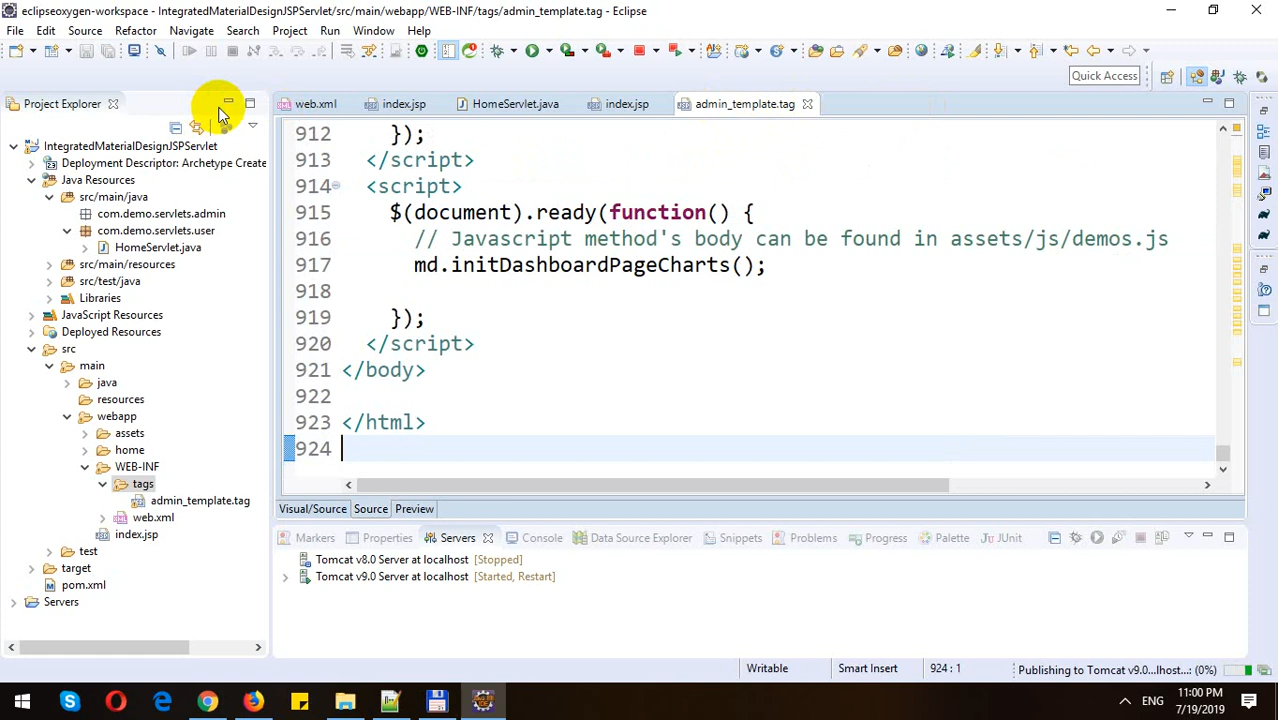 eclipseoxygen-workspace - IntegratedMaterialDesignJSPServlet/src/main/webapp/WEB-INF/tags/admin_template.tag - Eclipse
File Edit Source Refactor Navigate Search Project Run Window Help
Quick Access
Project Explorer
web.xml index.jsp HomeServlet.java index.jsp admin_template.tag
IntegratedMaterialDesignJSPServlet
Deployment Descriptor: Archetype Create
Java Resources
src/main/java
com.demo.servlets.admin
com.demo.servlets.user
HomeServlet.java
src/main/resources
src/test/java
Libraries
JavaScript Resources
Deployed Resources
src
main
java
resources
webapp
assets
home
WEB-INF
tags
admin_template.tag
web.xml
index.jsp
test
target
pom.xml
Servers
912 });
913 </script>
914 <script>
915 $(document).ready(function() {
916 // Javascript method's body can be found in assets/js/demos.js
917 md.initDashboardPageCharts();
918
919 });
920 </script>
921 </body>
922
923 </html>
924
Visual/Source Source Preview
Markers Properties Servers Console Data Source Explorer Snippets Problems Progress Palette JUnit
Tomcat v8.0 Server at localhost [Stopped]
Tomcat v9.0 Server at localhost [Started, Restart]
Writable Smart Insert 924 : 1 Publishing to Tomcat v9.0...lhost...: (0%)
ENG 11:00 PM
7/19/2019